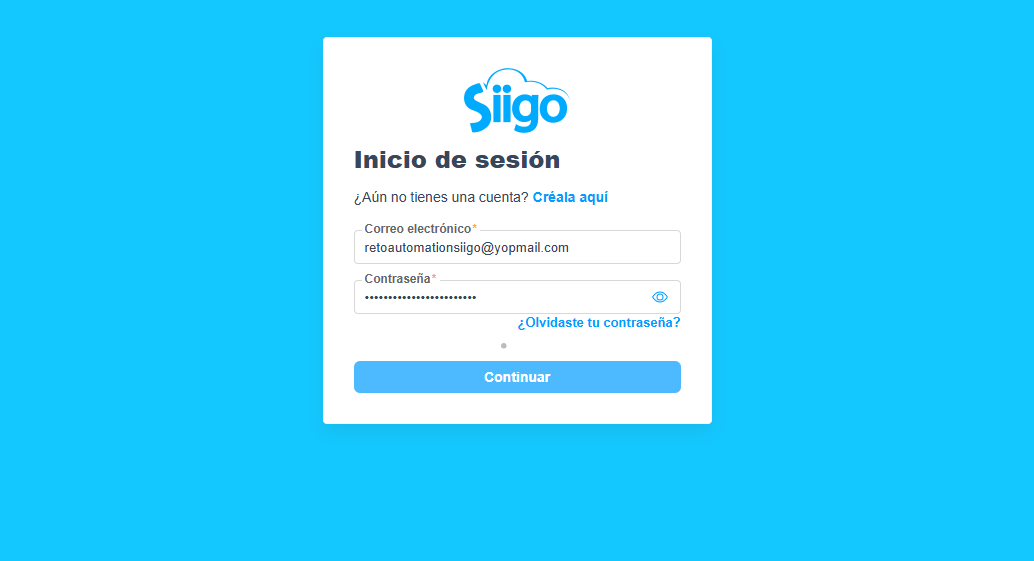 Siigo
Inicio de sesión
¿Aún no tienes una cuenta? Créala aquí
Correo electrónico*
retoautomationsiigo@yopmail.com
Contraseña*
••••••••••••••••••••••••
¿Olvidaste tu contraseña?
Continuar